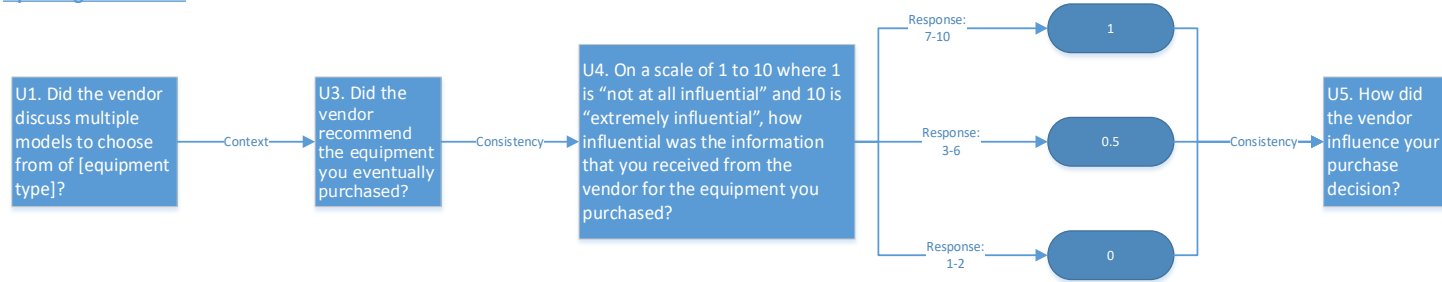 U1. Did the vendor
discuss multiple
models to choose
from of [equipment
type]?
Context
U3. Did the
vendor
recommend
the equipment
you eventually
purchased?
Consistency
U4. On a scale of 1 to 10 where 1
is “not at all influential” and 10 is
“extremely influential”, how
influential was the information
that you received from the
vendor for the equipment you
purchased?
Response:
7-10
1
Response:
3-6
0.5
Response:
1-2
0
Consistency
U5. How did
the vendor
influence your
purchase
decision?